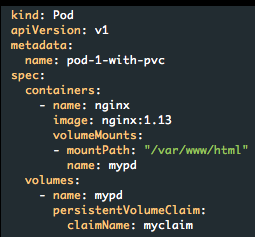 kind: Pod
apiVersion: v1
metadata:
  name: pod-1-with-pvc
spec:
  containers:
    - name: nginx
      image: nginx:1.13
      volumeMounts:
      - mountPath: "/var/www/html"
        name: mypd
  volumes:
    - name: mypd
      persistentVolumeClaim:
        claimName: myclaim